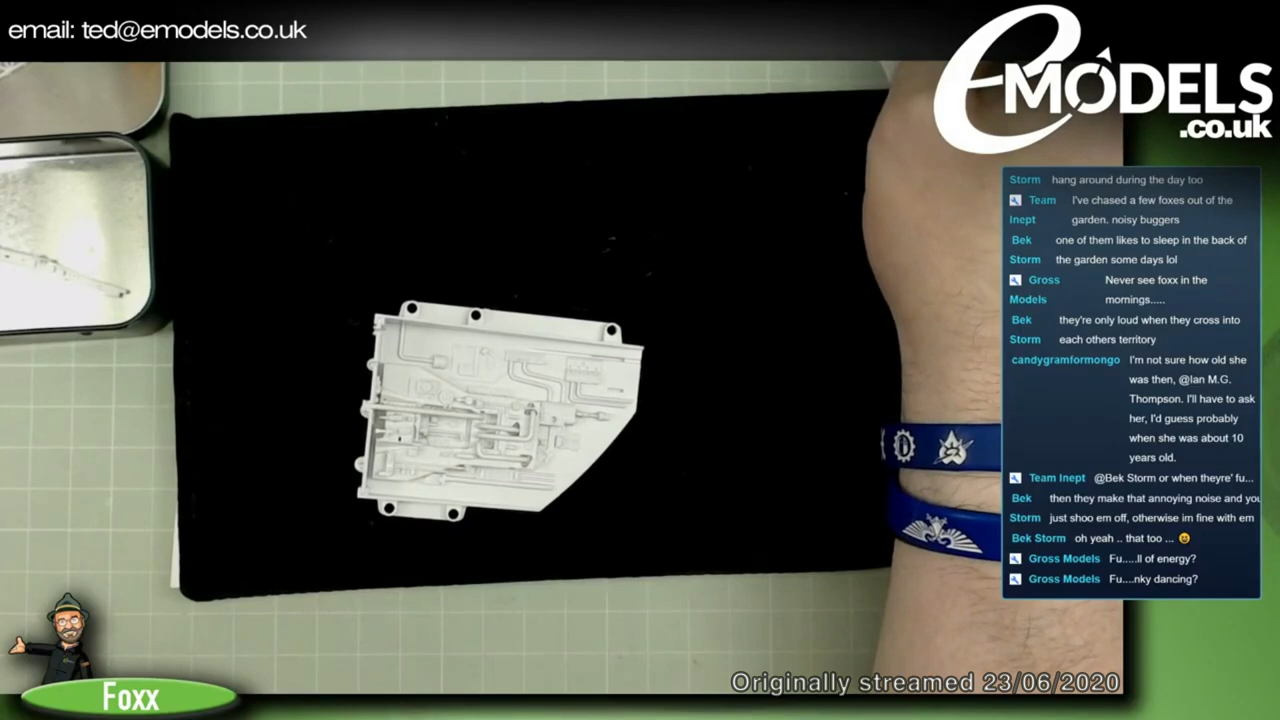 email: ted@emodels.co.uk
eMODELS
.co.uk
Storm hang around during the day too
Team I've chased a few foxes out of the
Inept garden. noisy buggers
Bek one of them likes to sleep in the back of
Storm the garden some days lol
Gross Never see foxx in the
Models mornings.....
Bek they're only loud when they cross into
Storm each others territory
candygramformongo I'm not sure how old she
was then, @Ian M.G.
Thompson. I'll have to ask
her, I'd guess probably
when she was about 10
years old.
Team Inept @Bek Storm or when theyre' fu...
Bek then they make that annoying noise and you
Storm just shoo em off, otherwise im fine with em
Bek Storm oh yeah .. that too ...
Gross Models Fu.....ll of energy?
Gross Models Fu....nky dancing?
Originally streamed 23/06/2020
Foxx